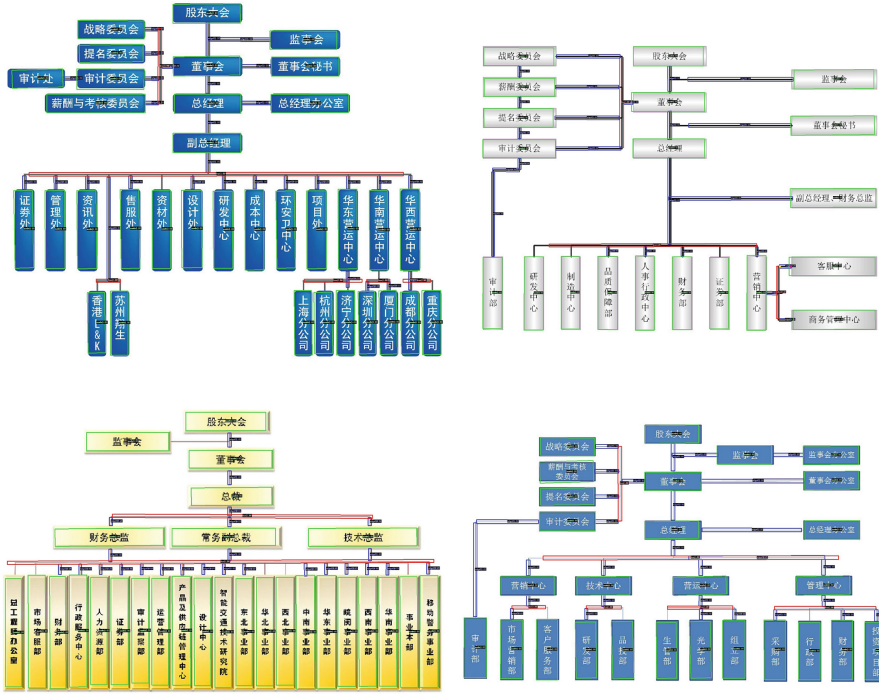 股东大会
战略委员会
监事会
提名委员会
董事会
董事会秘书
审计处
审计委员会
薪酬与考核委员会
总经理
总经理办公室
副总经理
证券处
管理处
资讯处
售服处
资材处
设计处
研发中心
成本中心
环安卫中心
项目处
华东营运中心
华南营运中心
华西营运中心
香港L&K
苏州翔生
上海分公司
杭州分公司
济宁分公司
深圳分公司
厦门分公司
成都分公司
重庆分公司
战略委员会
股东大会
监事会
薪酬委员会
董事会
提名委员会
董事会秘书
审计委员会
总经理
副总经理、财务总监
审计部
研发中心
制造中心
品质保障部
人事行政中心
财务部
证券部
营销中心
客服中心
商务管理中心
股东大会
监事会
董事会
总裁
财务总监
常务副总裁
技术总监
市场客服部
财务部
行政服务中心
人力资源部
证券部
审计监察部
运营管理部
产品及供应链管理中心
设计中心
智能交通技术研究院
东北事业部
华北事业部
西北事业部
中南事业部
华东事业部
皖闽事业部
西南事业部
华南事业部
事业本部
移动警务事业部
股东大会
战略委员会
监事会
监事会办公室
薪酬与考核
委员会
董事会
董事会办公室
提名委员会
审计委员会
总经理
总经理办公室
营销中心
技术中心
营运中心
管理中心
审计部
市场营销部
客户服务部
研发部
品技部
生管部
光学部
组立部
采购部
行政部
财务部